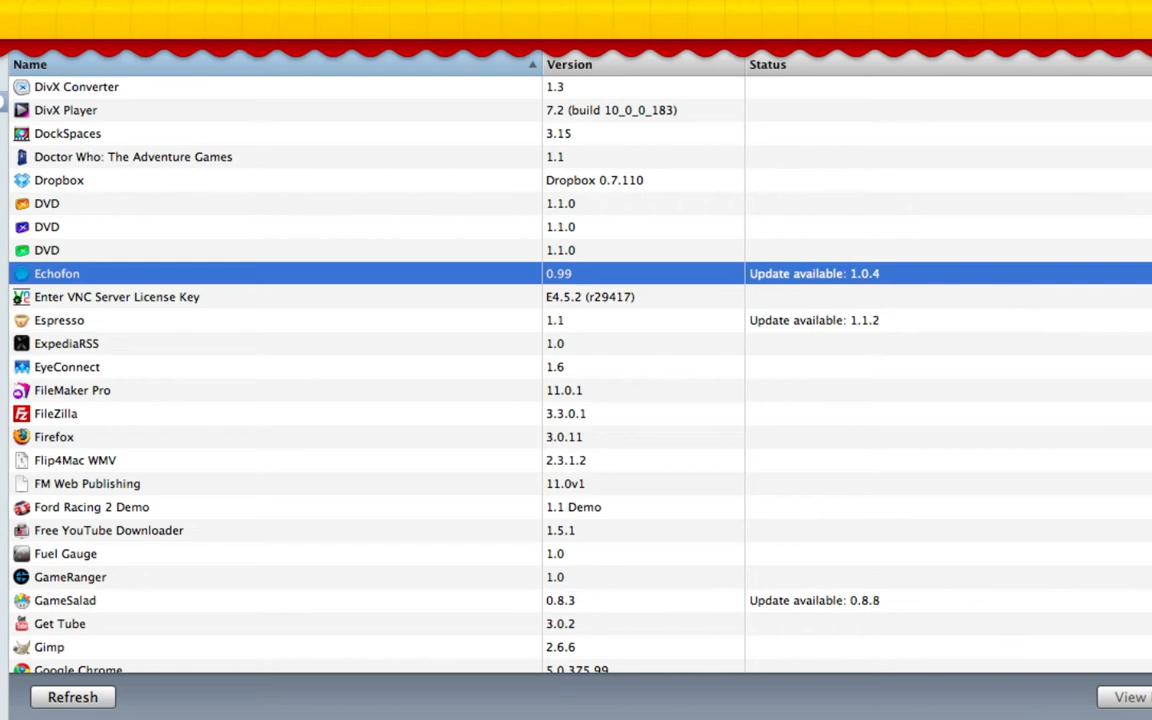 Name Version Status
DivX Converter 1.3
DivX Player 7.2 (build 10_0_0_183)
DockSpaces 3.15
Doctor Who: The Adventure Games 1.1
Dropbox Dropbox 0.7.110
DVD 1.1.0
DVD 1.1.0
DVD 1.1.0
Echofon 0.99 Update available: 1.0.4
Enter VNC Server License Key E4.5.2 (r29417)
Espresso 1.1 Update available: 1.1.2
ExpediaRSS 1.0
EyeConnect 1.6
FileMaker Pro 11.0.1
FileZilla 3.3.0.1
Firefox 3.0.11
Flip4Mac WMV 2.3.1.2
FM Web Publishing 11.0v1
Ford Racing 2 Demo 1.1 Demo
Free YouTube Downloader 1.5.1
Fuel Gauge 1.0
GameRanger 1.0
GameSalad 0.8.3 Update available: 0.8.8
Get Tube 3.0.2
Gimp 2.6.6
Google Chrome 5.0.375.99
Refresh View